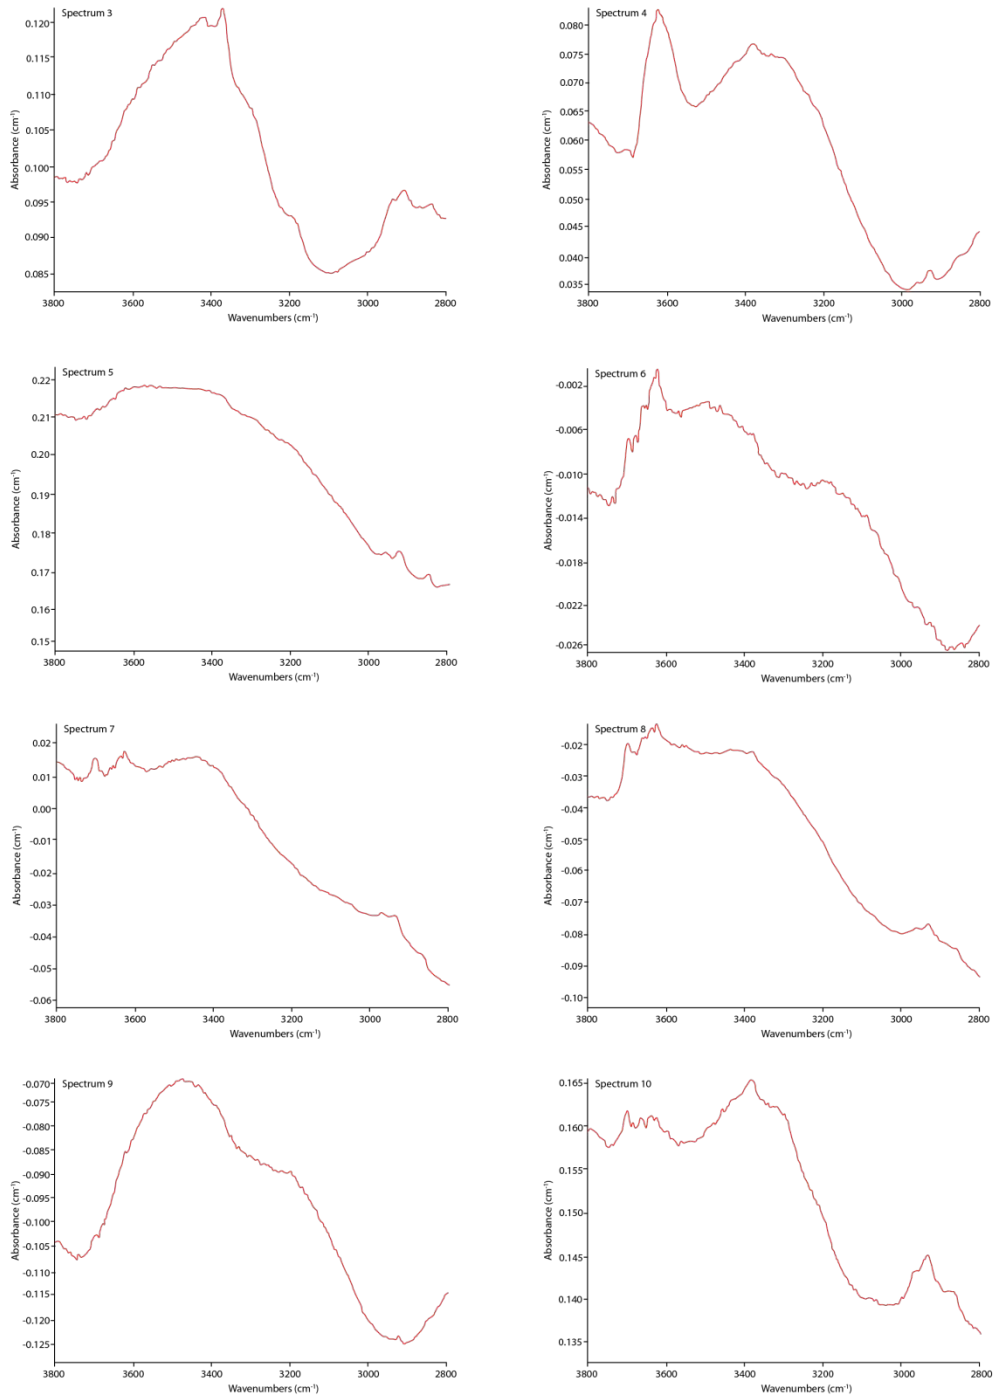 Spectrum 3
0.120
0.115
0.110
0.105
0.100
0.095
0.090
0.085
Absorbance (cm⁻¹)
3800 3600 3400 3200 3000 2800
Wavenumbers (cm⁻¹)
Spectrum 4
0.080
0.075
0.070
0.065
0.060
0.055
0.050
0.045
0.040
0.035
Absorbance (cm⁻¹)
3800 3600 3400 3200 3000 2800
Wavenumbers (cm⁻¹)
Spectrum 5
0.22
0.21
0.20
0.19
0.18
0.17
0.16
0.15
Absorbance (cm⁻¹)
3800 3600 3400 3200 3000 2800
Wavenumbers (cm⁻¹)
Spectrum 6
-0.002
-0.006
-0.010
-0.014
-0.018
-0.022
-0.026
Absorbance (cm⁻¹)
3800 3600 3400 3200 3000 2800
Wavenumbers (cm⁻¹)
Spectrum 7
0.02
0.01
0.00
-0.01
-0.02
-0.03
-0.04
-0.05
-0.06
Absorbance (cm⁻¹)
3800 3600 3400 3200 3000 2800
Wavenumbers (cm⁻¹)
Spectrum 8
-0.02
-0.03
-0.04
-0.05
-0.06
-0.07
-0.08
-0.09
-0.10
Absorbance (cm⁻¹)
3800 3600 3400 3200 3000 2800
Wavenumbers (cm⁻¹)
Spectrum 9
-0.070
-0.075
-0.080
-0.085
-0.090
-0.095
-0.100
-0.105
-0.110
-0.115
-0.120
-0.125
Absorbance (cm⁻¹)
3800 3600 3400 3200 3000 2800
Wavenumbers (cm⁻¹)
Spectrum 10
0.165
0.160
0.155
0.150
0.145
0.140
0.135
Absorbance (cm⁻¹)
3800 3600 3400 3200 3000 2800
Wavenumbers (cm⁻¹)